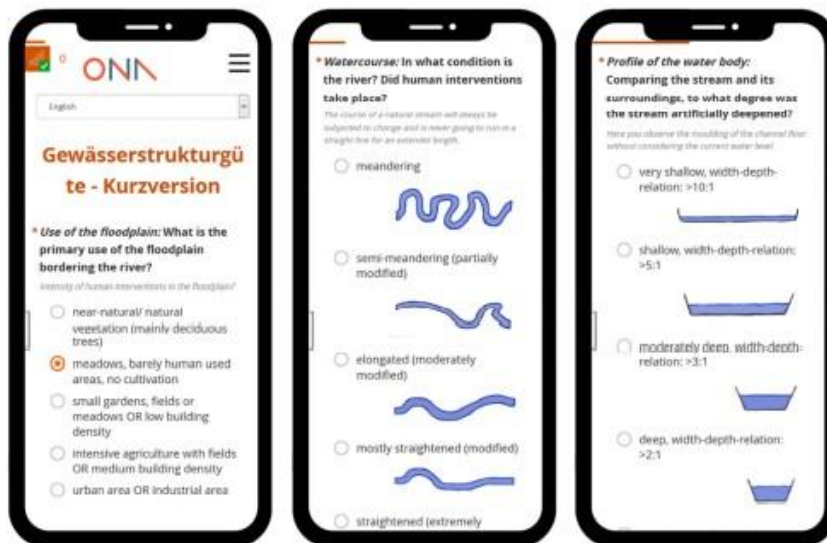 0
ONA
English
Gewässerstrukturgü
te - Kurzversion
* Use of the floodplain: What is the
primary use of the floodplain
bordering the river?
Intensity of human interventions in the floodplain?
near-natural/ natural
vegetation (mainly deciduous
trees)
meadows, barely human used
areas, no cultivation
small gardens, fields or
meadows OR low building
density
intensive agriculture with fields
OR medium building density
urban area OR industrial area
* Watercourse: In what condition is
the river? Did human interventions
take place?
The course of a natural stream will always be
subjected to change and is never going to run in a
straight line for an extended length.
meandering
semi-meandering (partially
modified)
elongated (moderately
modified)
mostly straightened (modified)
straightened (extremely
* Profile of the water body:
Comparing the stream and its
surroundings, to what degree was
the stream artificially deepened?
Here you observe the moulding of the channel floor
without considering the current water level.
very shallow, width-depth-
relation: >10:1
shallow, width-depth-relation:
>5:1
moderately deep, width-depth-
relation: >3:1
deep, width-depth-relation:
>2:1